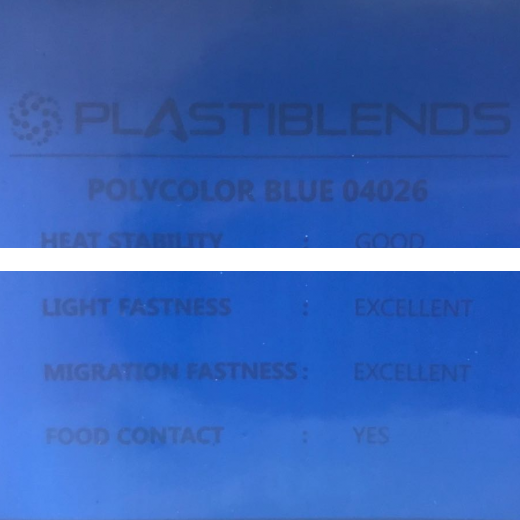 PLASTIBLENDS
POLYCOLOR BLUE 04026
HEAT STABILITY : GOOD
LIGHT FASTNESS : EXCELLENT
MIGRATION FASTNESS : EXCELLENT
FOOD CONTACT : YES